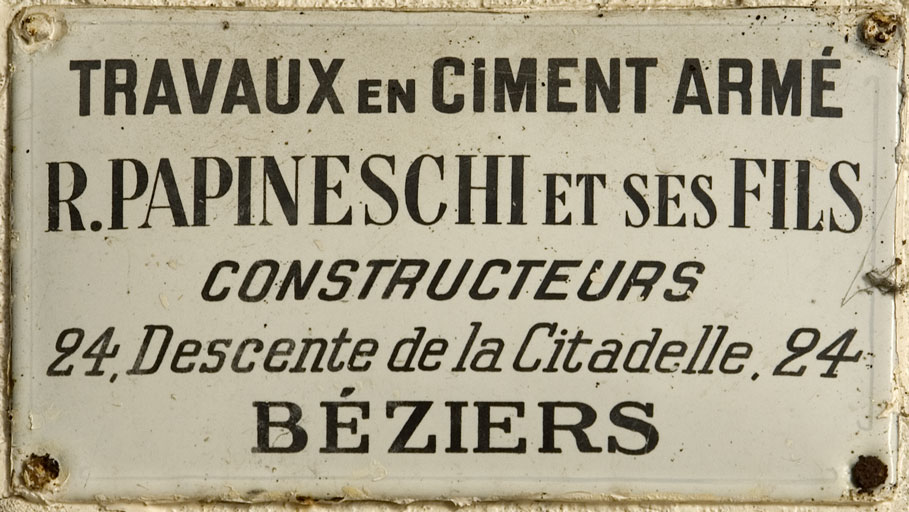 TRAVAUX EN CIMENT ARMÉ
R. PAPINESCHI ET SES FILS
CONSTRUCTEURS
24, Descente de la Citadelle, 24
BÉZIERS